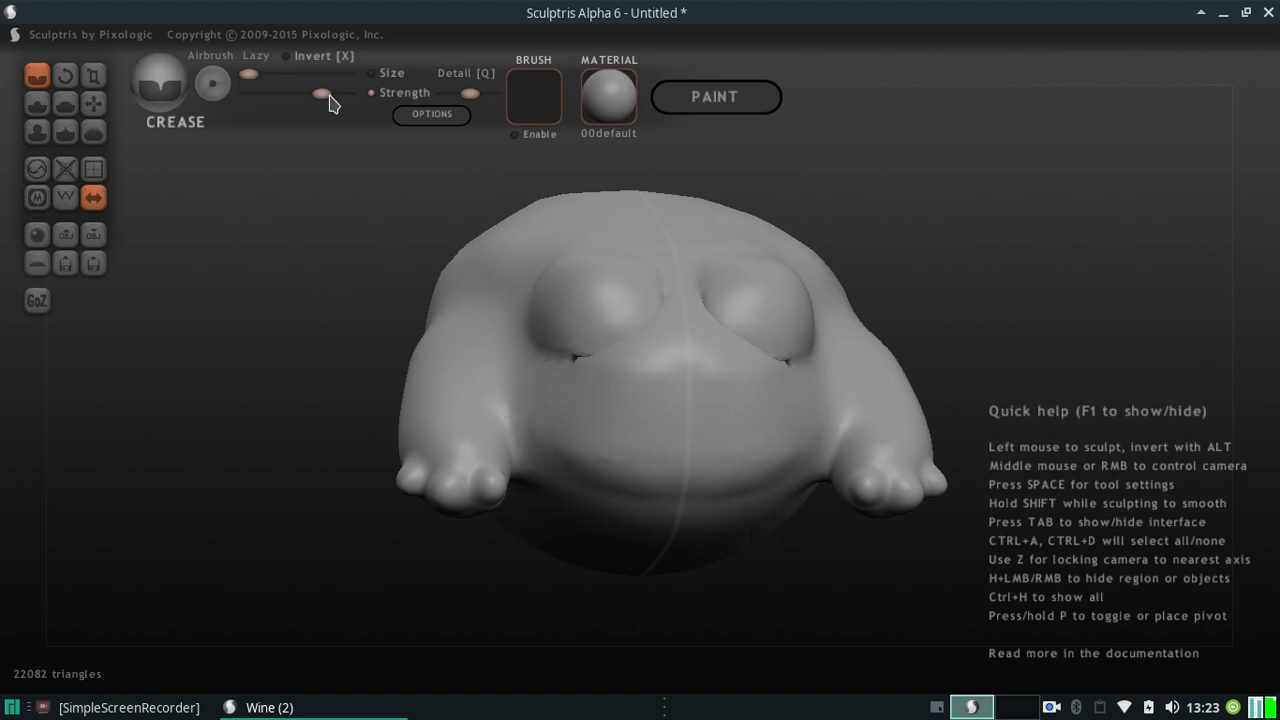 Sculptris Alpha 6 - Untitled *
Sculptris by Pixologic Copyright © 2009-2015 Pixologic, Inc.
Airbrush Lazy Invert [X]
BRUSH
MATERIAL
Size Detail [Q]
Strength
PAINT
OPTIONS
CREASE
Enable
00default
GoZ
Quick help (F1 to show/hide)
Left mouse to sculpt, invert with ALT
Middle mouse or RMB to control camera
Press SPACE for tool settings
Hold SHIFT while sculpting to smooth
Press TAB to show/hide interface
CTRL+A, CTRL+D will select all/none
Use Z for locking camera to nearest axis
H+LMB/RMB to hide region or objects
Ctrl+H to show all
Press/hold P to toggle or place pivot
Read more in the documentation
22082 triangles
[SimpleScreenRecorder] Wine (2) 13:23